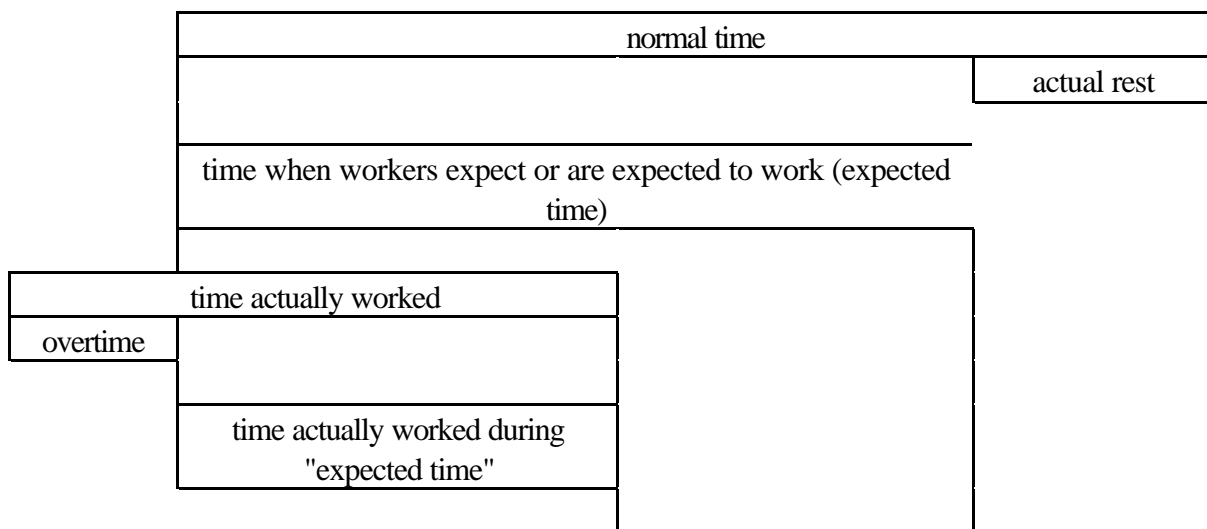 normal time
actual rest
time when workers expect or are expected to work (expected
time)
time actually worked
overtime
time actually worked during
"expected time"